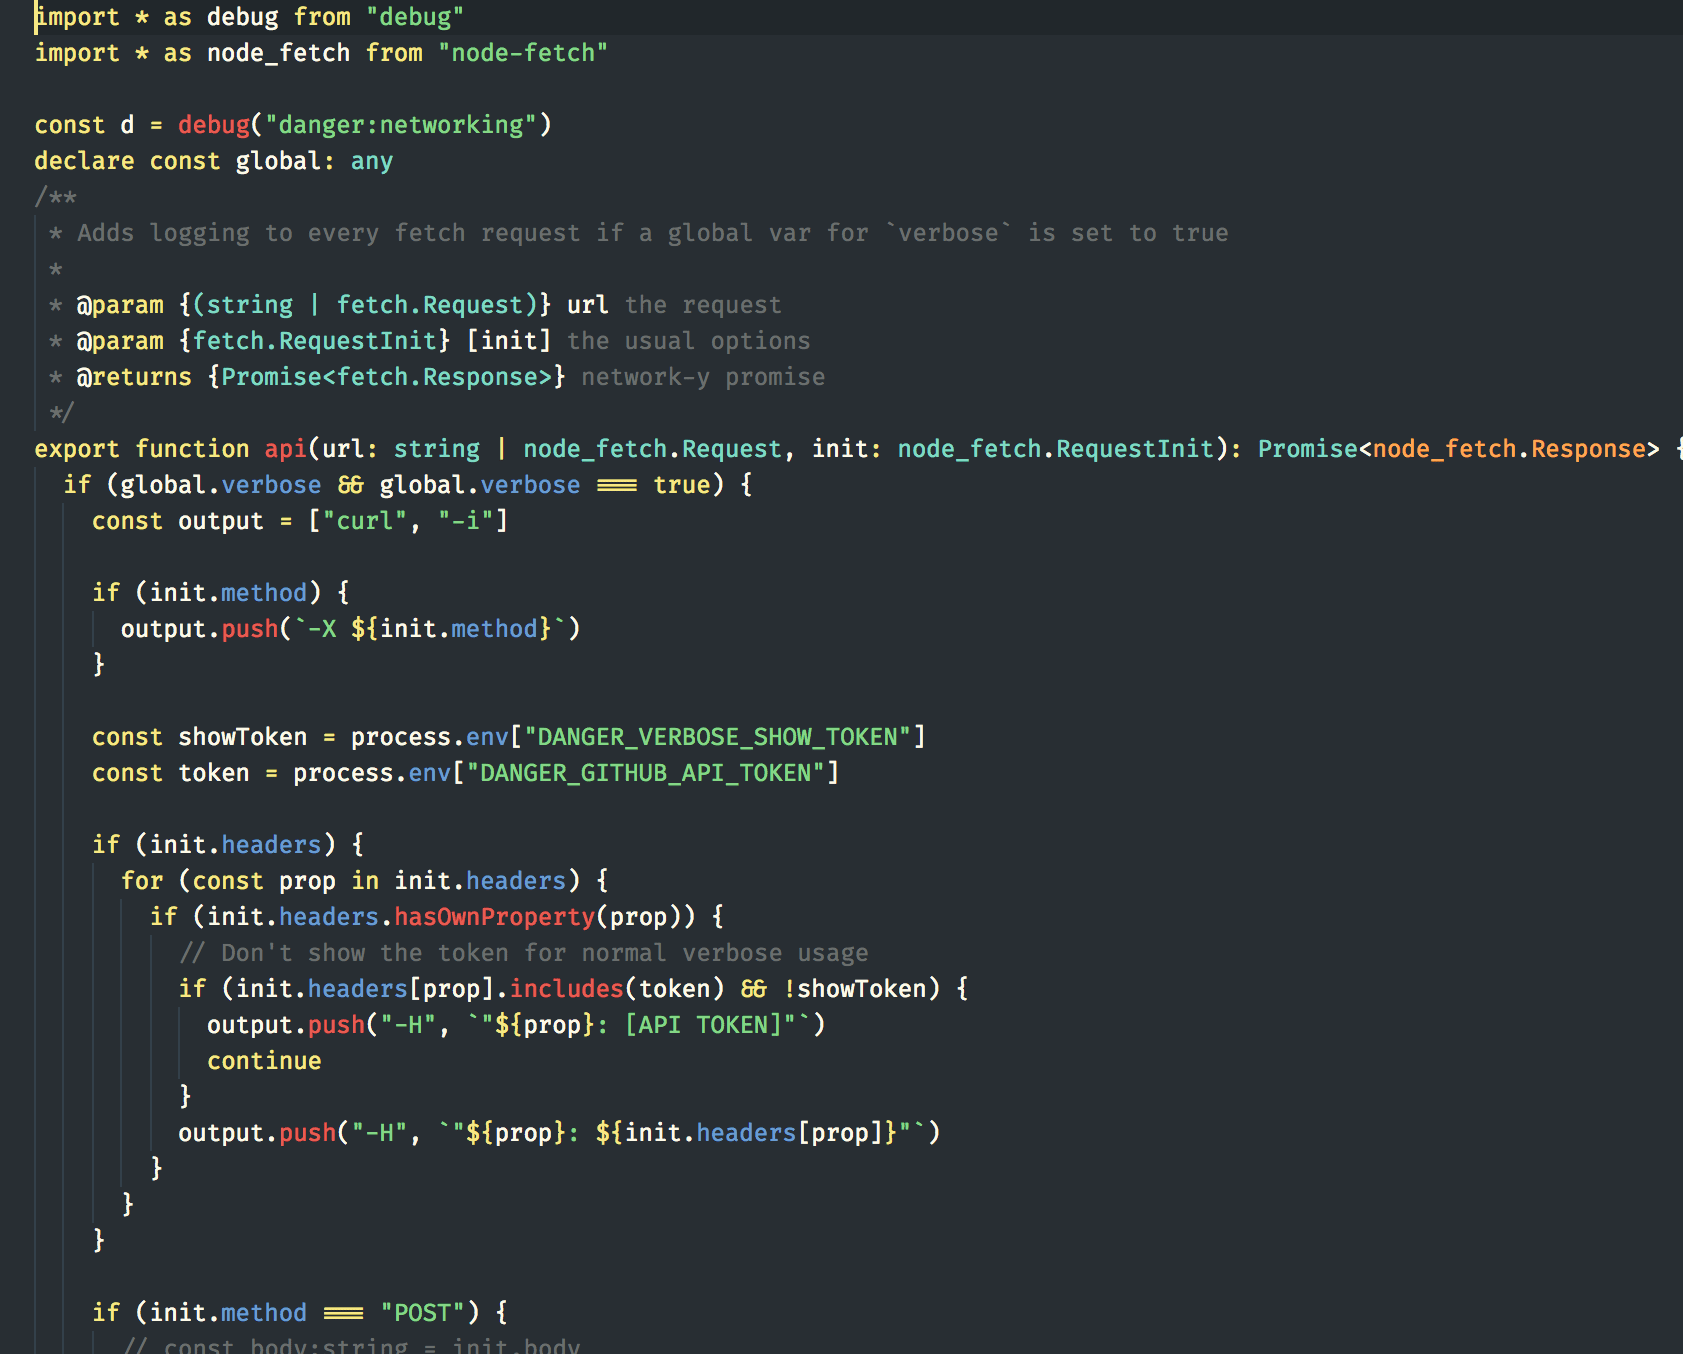 import * as debug from "debug"
import * as node_fetch from "node-fetch"

const d = debug("danger:networking")
declare const global: any
/**
 * Adds logging to every fetch request if a global var for `verbose` is set to true
 *
 * @param {(string | fetch.Request)} url the request
 * @param {fetch.RequestInit} [init] the usual options
 * @returns {Promise<fetch.Response>} network-y promise
 */
export function api(url: string | node_fetch.Request, init: node_fetch.RequestInit): Promise<node_fetch.Response> {
  if (global.verbose && global.verbose === true) {
    const output = ["curl", "-i"]

    if (init.method) {
      output.push(`-X ${init.method}`)
    }

    const showToken = process.env["DANGER_VERBOSE_SHOW_TOKEN"]
    const token = process.env["DANGER_GITHUB_API_TOKEN"]

    if (init.headers) {
      for (const prop in init.headers) {
        if (init.headers.hasOwnProperty(prop)) {
          // Don't show the token for normal verbose usage
          if (init.headers[prop].includes(token) && !showToken) {
            output.push("-H", `"${prop}: [API TOKEN]"`)
            continue
          }
          output.push("-H", `"${prop}: ${init.headers[prop]}"`)
        }
      }
    }

    if (init.method === "POST") {
      // const body:string = init.body